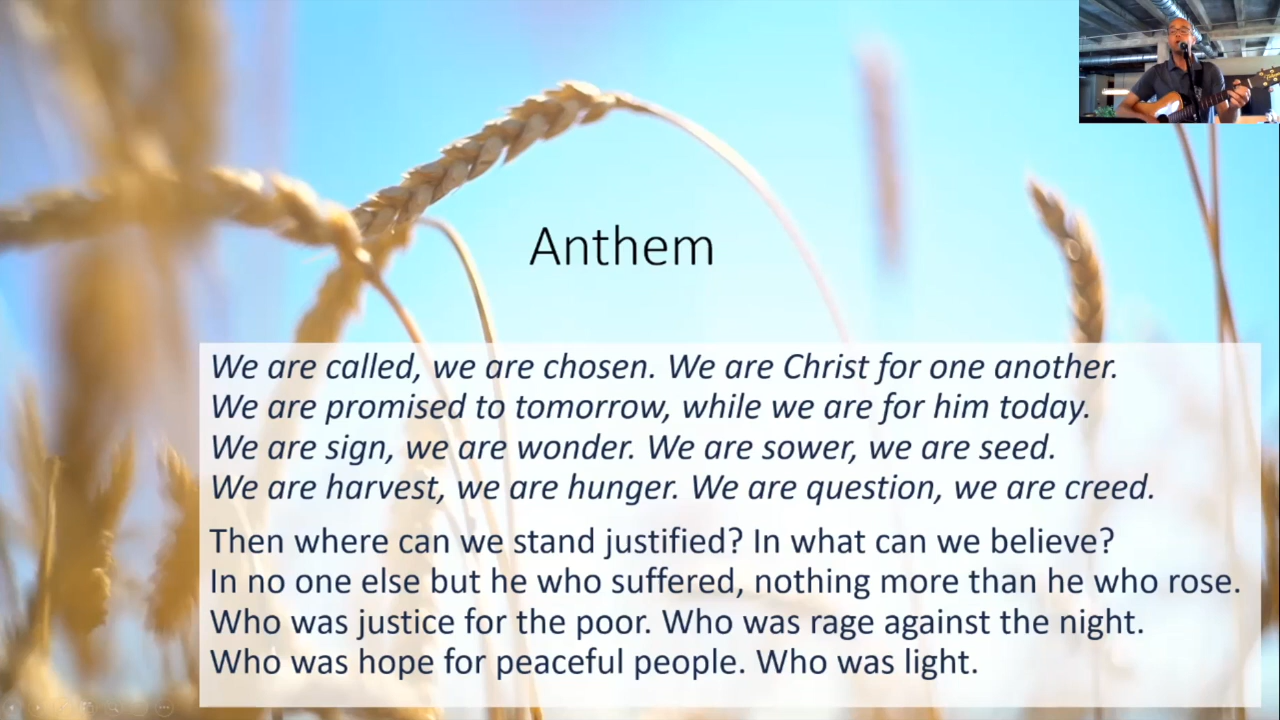 Anthem
We are called, we are chosen. We are Christ for one another.
We are promised to tomorrow, while we are for him today.
We are sign, we are wonder. We are sower, we are seed.
We are harvest, we are hunger. We are question, we are creed.
Then where can we stand justified? In what can we believe?
In no one else but he who suffered, nothing more than he who rose.
Who was justice for the poor. Who was rage against the night.
Who was hope for peaceful people. Who was light.